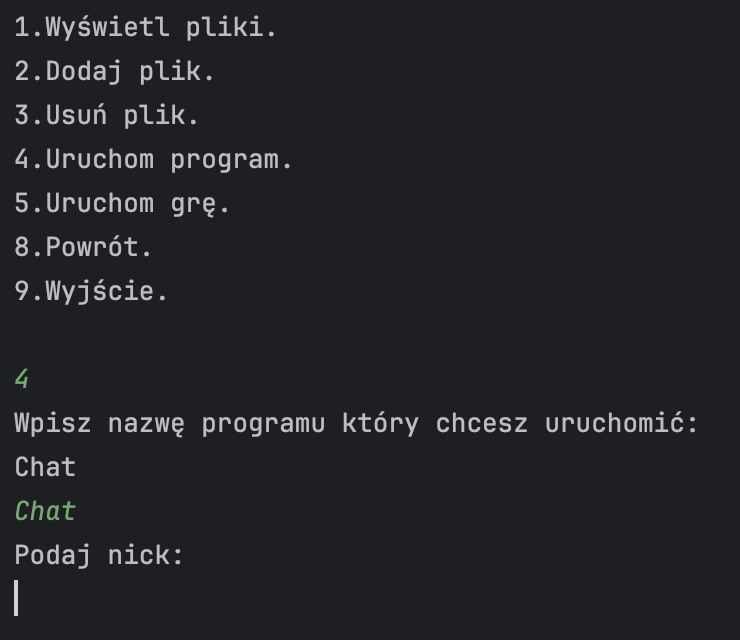 1.Wyświetl pliki.
2.Dodaj plik.
3.Usuń plik.
4.Uruchom program.
5.Uruchom grę.
8.Powrót.
9.Wyjście.
4
Wpisz nazwę programu który chcesz uruchomić:
Chat
Chat
Podaj nick: